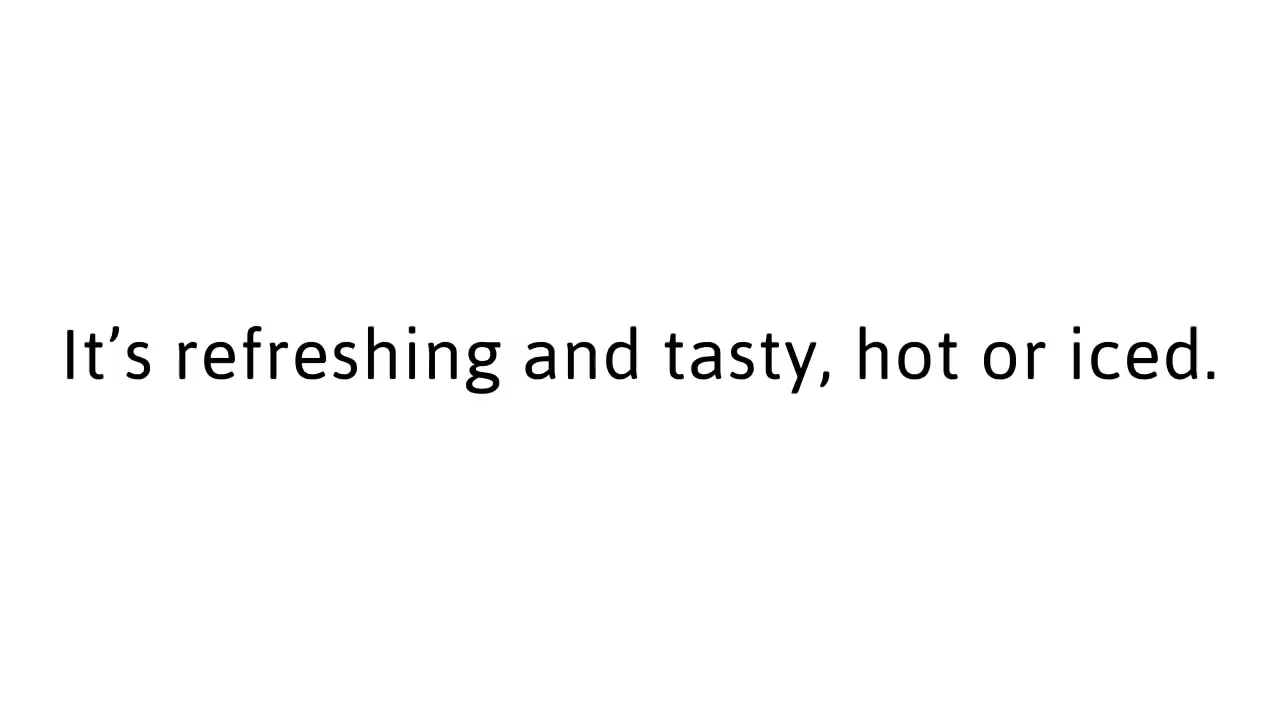 It’s refreshing and tasty, hot or iced.